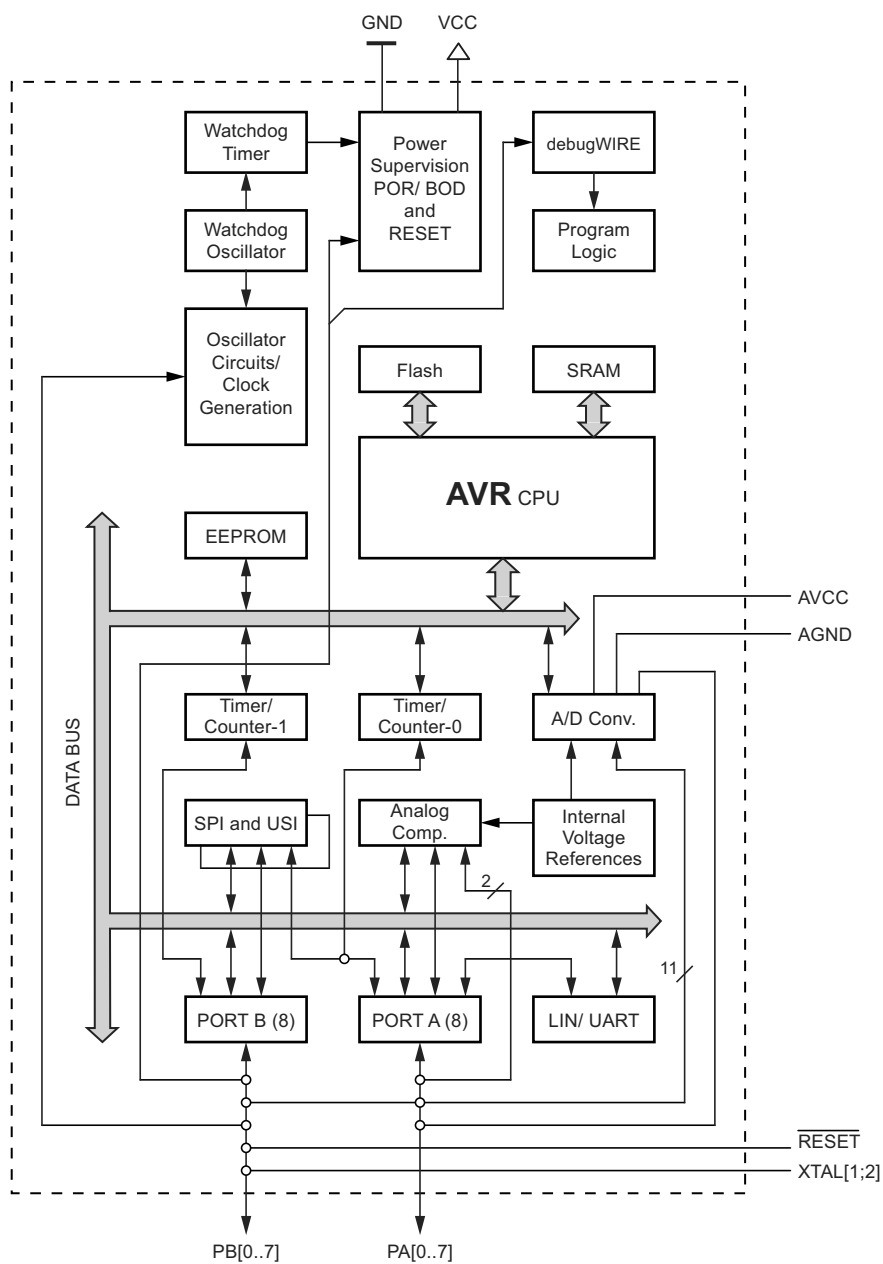 GND
VCC
Watchdog
Timer
Power
Supervision
POR/ BOD
and
RESET
debugWIRE
Watchdog
Oscillator
Program
Logic
Oscillator
Circuits/
Clock
Generation
Flash
SRAM
AVR CPU
EEPROM
AVCC
AGND
Timer/
Counter-1
Timer/
Counter-0
A/D Conv.
DATA BUS
SPI and USI
Analog
Comp.
Internal
Voltage
References
2
11
PORT B (8)
PORT A (8)
LIN/ UART
RESET
XTAL[1;2]
PB[0..7]
PA[0..7]